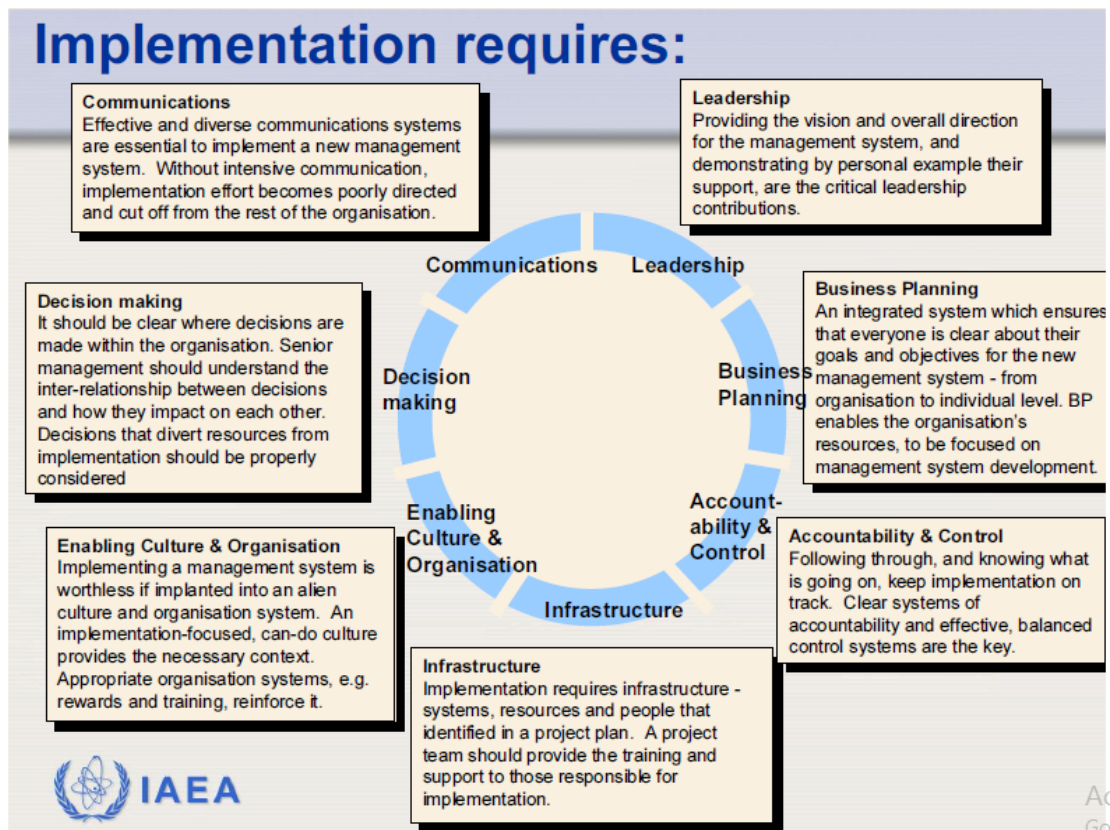 Implementation requires:
Communications
Effective and diverse communications systems
are essential to implement a new management
system.  Without intensive communication,
implementation effort becomes poorly directed
and cut off from the rest of the organisation.
Leadership
Providing the vision and overall direction
for the management system, and
demonstrating by personal example their
support, are the critical leadership
contributions.
Communications
Leadership
Decision making
It should be clear where decisions are
made within the organisation. Senior
management should understand the
inter-relationship between decisions
and how they impact on each other.
Decisions that divert resources from
implementation should be properly
considered
Decision
making
Business
Planning
Business Planning
An integrated system which ensures
that everyone is clear about their
goals and objectives for the new
management system - from
organisation to individual level. BP
enables the organisation's
resources, to be focused on
management system development.
Enabling
Culture &
Organisation
Account-
ability &
Control
Enabling Culture & Organisation
Implementing a management system is
worthless if implanted into an alien
culture and organisation system.  An
implementation-focused, can-do culture
provides the necessary context.
Appropriate organisation systems, e.g.
rewards and training, reinforce it.
Accountability & Control
Following through, and knowing what
is going on, keep implementation on
track.  Clear systems of
accountability and effective, balanced
control systems are the key.
Infrastructure
Infrastructure
Implementation requires infrastructure -
systems, resources and people that
identified in a project plan.  A project
team should provide the training and
support to those responsible for
implementation.
IAEA